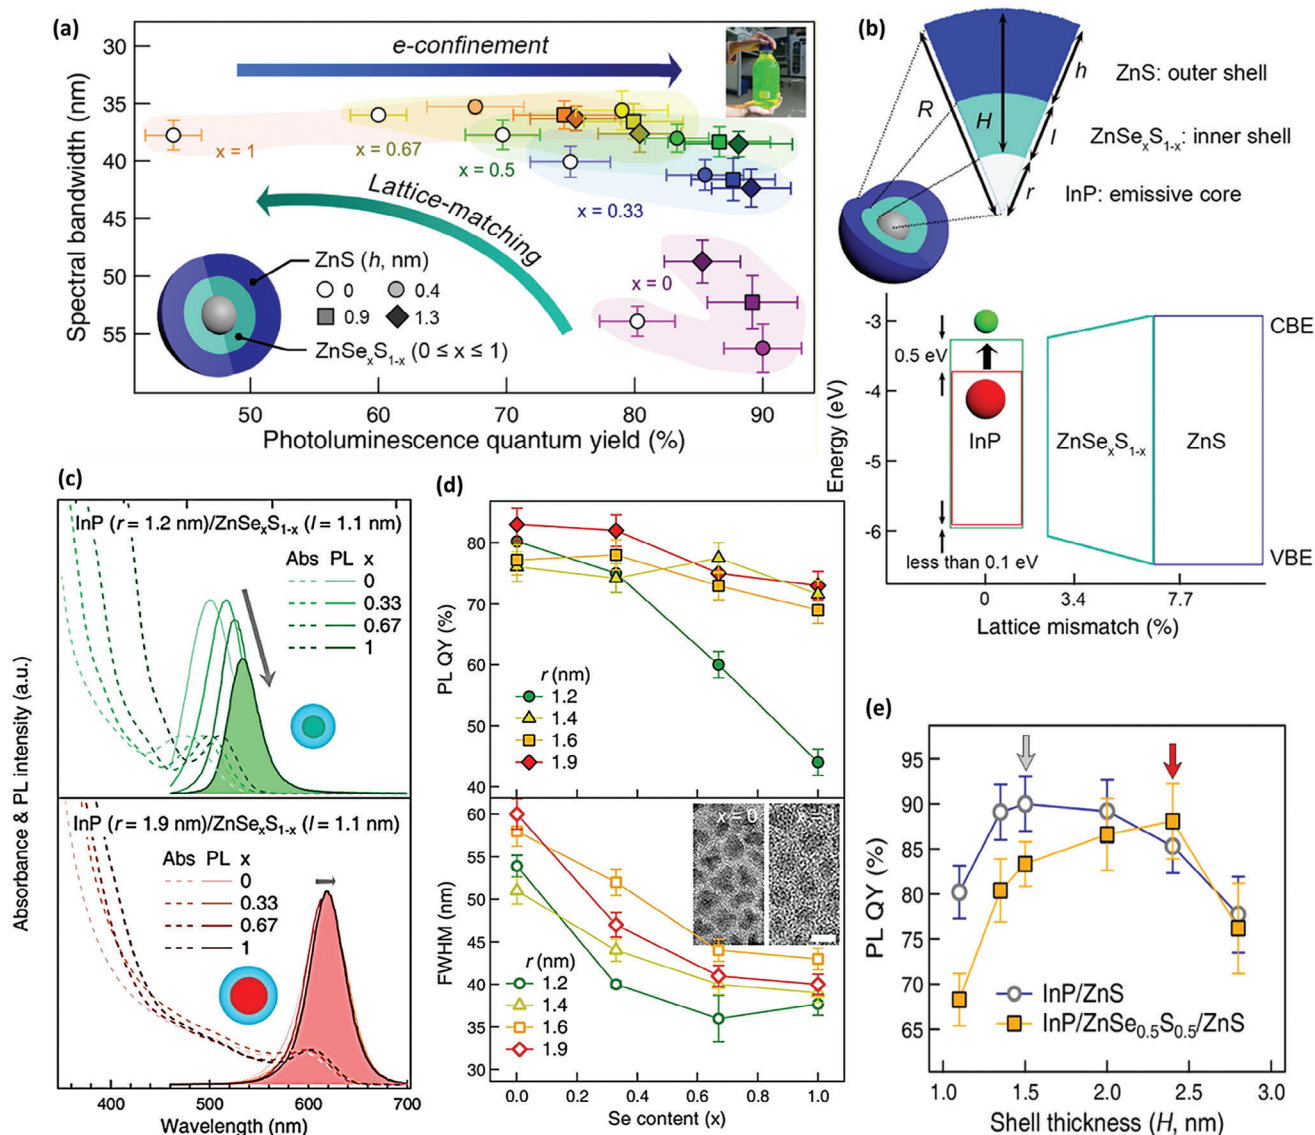 (a)
30
35
40
45
50
55
Spectral bandwidth (nm)
e-confinement
x = 1
x = 0.67
x = 0.5
x = 0.33
x = 0
Lattice-matching
ZnS (h, nm)
0
0.4
0.9
1.3
ZnSeₓS₁₋ₓ (0 ≤ x ≤ 1)
50
60
70
80
90
Photoluminescence quantum yield (%)
(b)
R
H
h
l
r
ZnS: outer shell
ZnSeₓS₁₋ₓ: inner shell
InP: emissive core
-3
-4
-5
-6
Energy (eV)
0.5 eV
InP
ZnSeₓS₁₋ₓ
ZnS
CBE
VBE
less than 0.1 eV
0
3.4
7.7
Lattice mismatch (%)
(c)
InP (r = 1.2 nm)/ZnSeₓS₁₋ₓ (l = 1.1 nm)
Abs PL x
0
0.33
0.67
1
InP (r = 1.9 nm)/ZnSeₓS₁₋ₓ (l = 1.1 nm)
Abs PL x
0
0.33
0.67
1
Absorbance & PL intensity (a.u.)
400
500
600
700
Wavelength (nm)
(d)
80
70
60
50
40
PL QY (%)
r (nm)
1.2
1.4
1.6
1.9
60
55
50
45
40
35
30
FWHM (nm)
x = 0
x = 1
r (nm)
1.2
1.4
1.6
1.9
0.0
0.2
0.4
0.6
0.8
1.0
Se content (x)
(e)
95
90
85
80
75
70
65
PL QY (%)
InP/ZnS
InP/ZnSe₀.₅S₀.₅/ZnS
1.0
1.5
2.0
2.5
3.0
Shell thickness (H, nm)